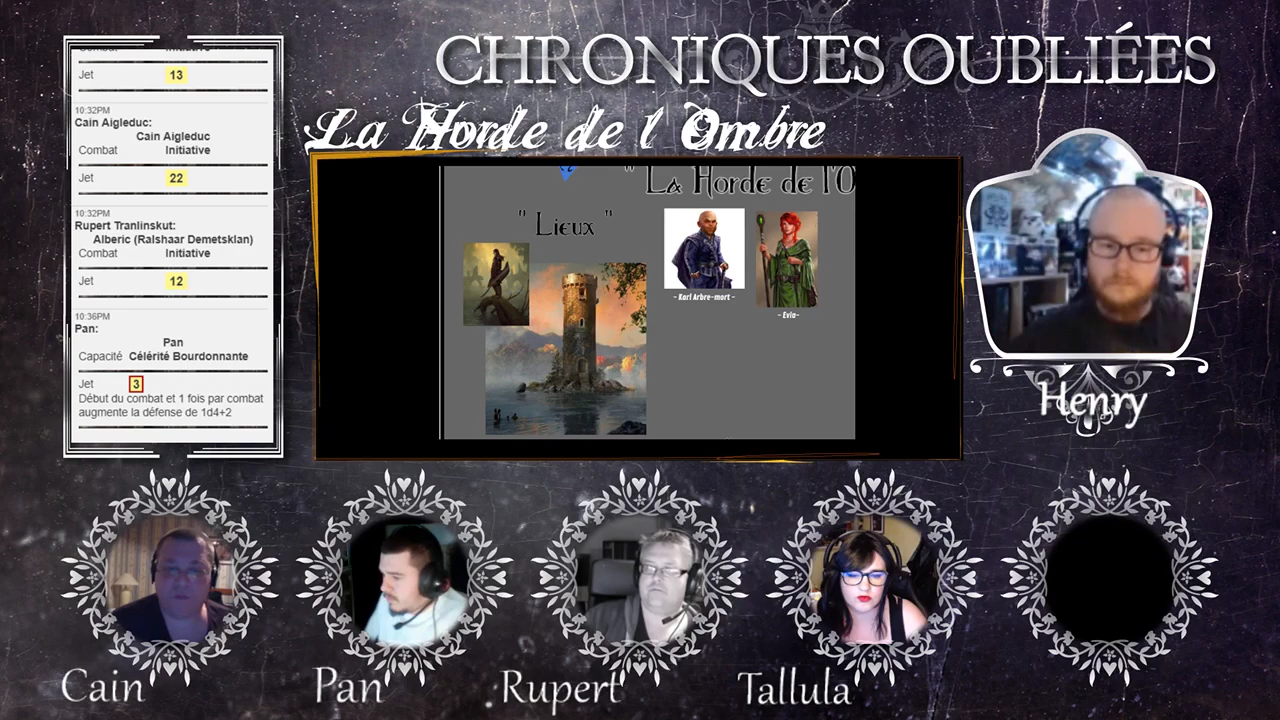 CHRONIQUES OUBLIÉES
La Horde de l Ombre
Combat Initiative
Jet 13
10:32PM
Cain Aigleduc:
Cain Aigleduc
Combat Initiative
Jet 22
10:32PM
Rupert Tranlinskut:
Alberic (Ralshaar Demetsklan)
Combat Initiative
Jet 12
10:36PM
Pan:
Pan
Capacité Célérité Bourdonnante
Jet 3
Début du combat et 1 fois par combat
augmente la défense de 1d4+2
" La Horde de l'O
" Lieux "
~ Karl Arbre-mort ~
~ Evia~
Henry
Cain
Pan
Rupert
Tallula